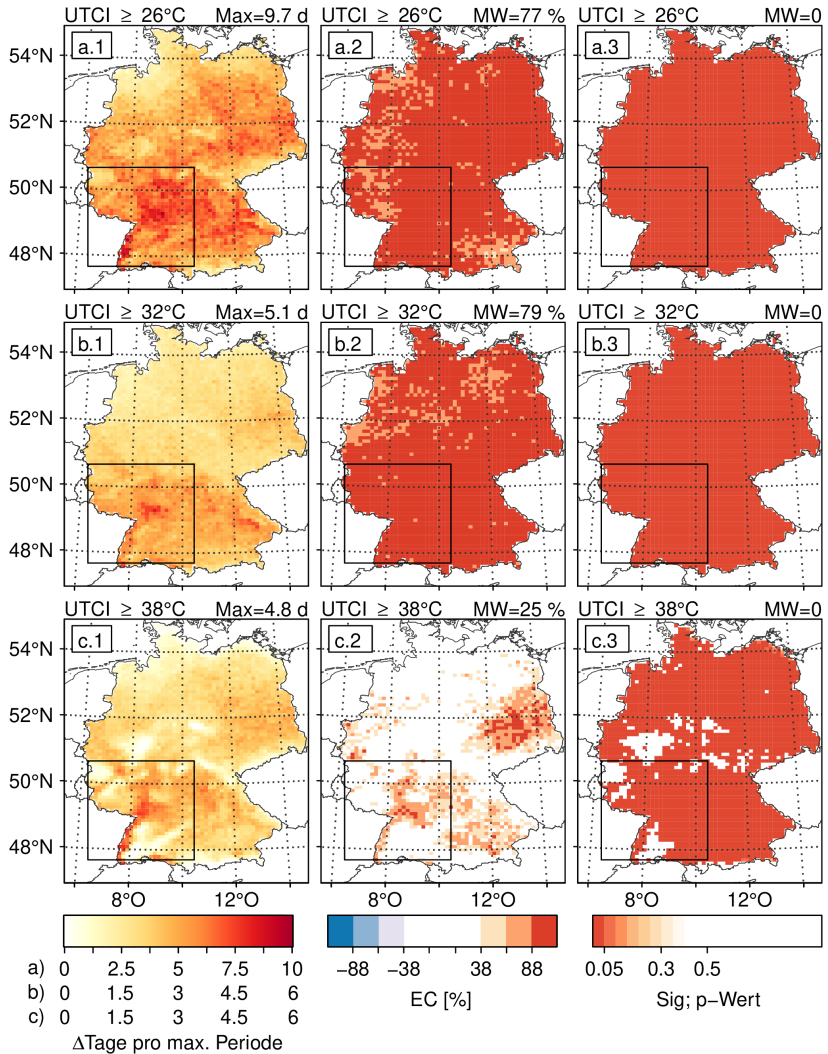 UTCI ≥ 26°C Max=9.7 d UTCI ≥ 26°C MW=77 % UTCI ≥ 26°C MW=0
a.1 a.2 a.3
54°N
52°N
50°N
48°N
UTCI ≥ 32°C Max=5.1 d UTCI ≥ 32°C MW=79 % UTCI ≥ 32°C MW=0
b.1 b.2 b.3
54°N
52°N
50°N
48°N
UTCI ≥ 38°C Max=4.8 d UTCI ≥ 38°C MW=25 % UTCI ≥ 38°C MW=0
c.1 c.2 c.3
54°N
52°N
50°N
48°N
8°O 12°O 8°O 12°O 8°O 12°O
a) 0 2.5 5 7.5 10 −88 −38 38 88 0.05 0.3 0.5
b) 0 1.5 3 4.5 6 EC [%] Sig; p−Wert
c) 0 1.5 3 4.5 6
ΔTage pro max. Periode